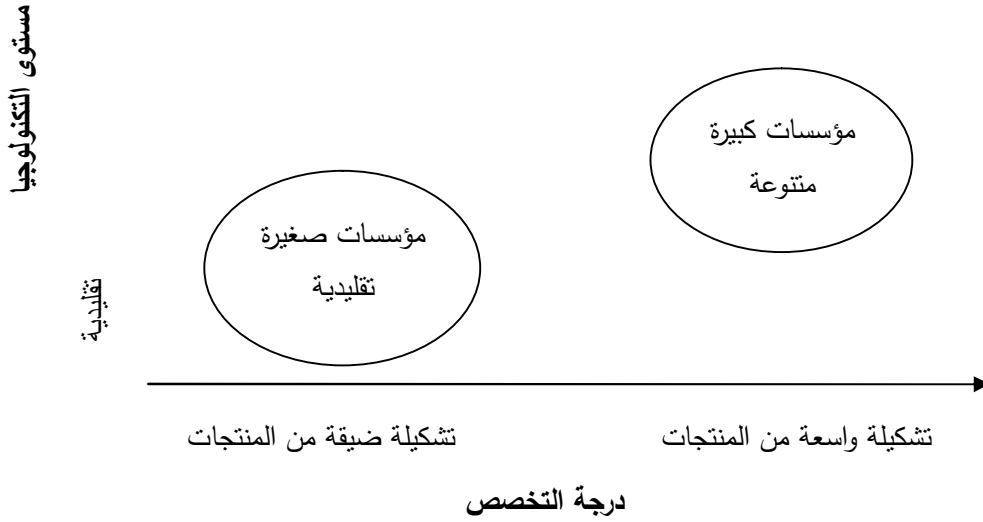 مستوى التكنولوجيا
مؤسسات كبيرة
متنوعة
مؤسسات صغيرة
تقليدية
تقليدية
تشكيلة ضيقة من المنتجات
تشكيلة واسعة من المنتجات
درجة التخصص